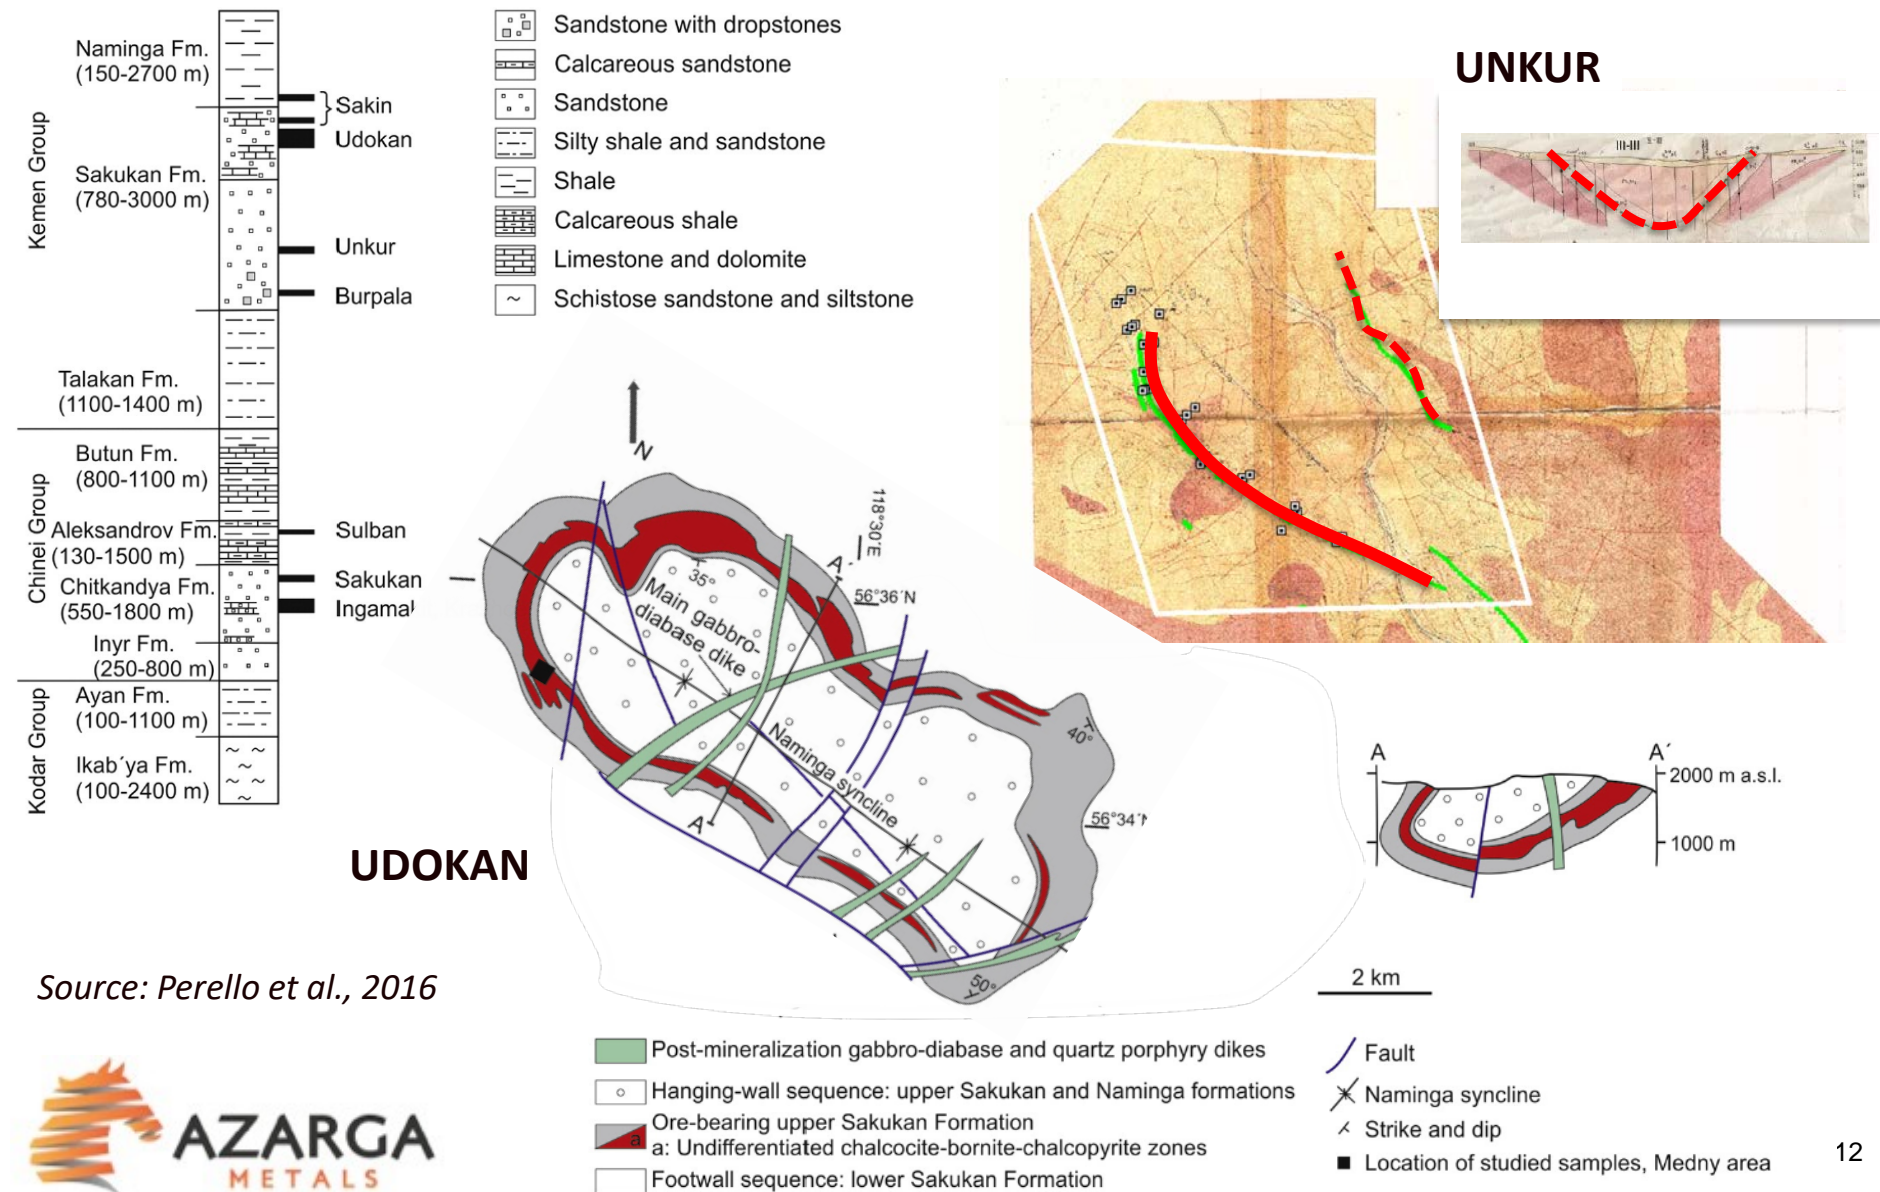 Kemen Group
Naminga Fm.
(150-2700 m)
Sakukan Fm.
(780-3000 m)
Talakan Fm.
(1100-1400 m)
Chinei Group
Butun Fm.
(800-1100 m)
Aleksandrov Fm.
(130-1500 m)
Chitkandya Fm.
(550-1800 m)
Inyr Fm.
(250-800 m)
Kodar Group
Ayan Fm.
(100-1100 m)
Ikab´ya Fm.
(100-2400 m)
Sakin
Udokan
Unkur
Burpala
Sulban
Sakukan
Ingamal
Sandstone with dropstones
Calcareous sandstone
Sandstone
Silty shale and sandstone
Shale
Calcareous shale
Limestone and dolomite
Schistose sandstone and siltstone
UNKUR
III-III
N
118°30´E
A´
56°36´N
35°
Main gabbro-
diabase dike
Naminga syncline
40°
A
56°34´N
50°
UDOKAN
A
A´
2000 m a.s.l.
1000 m
2 km
Source: Perello et al., 2016
AZARGA
METALS
Post-mineralization gabbro-diabase and quartz porphyry dikes
Hanging-wall sequence: upper Sakukan and Naminga formations
Ore-bearing upper Sakukan Formation
a
a: Undifferentiated chalcocite-bornite-chalcopyrite zones
Footwall sequence: lower Sakukan Formation
Fault
Naminga syncline
Strike and dip
Location of studied samples, Medny area
12